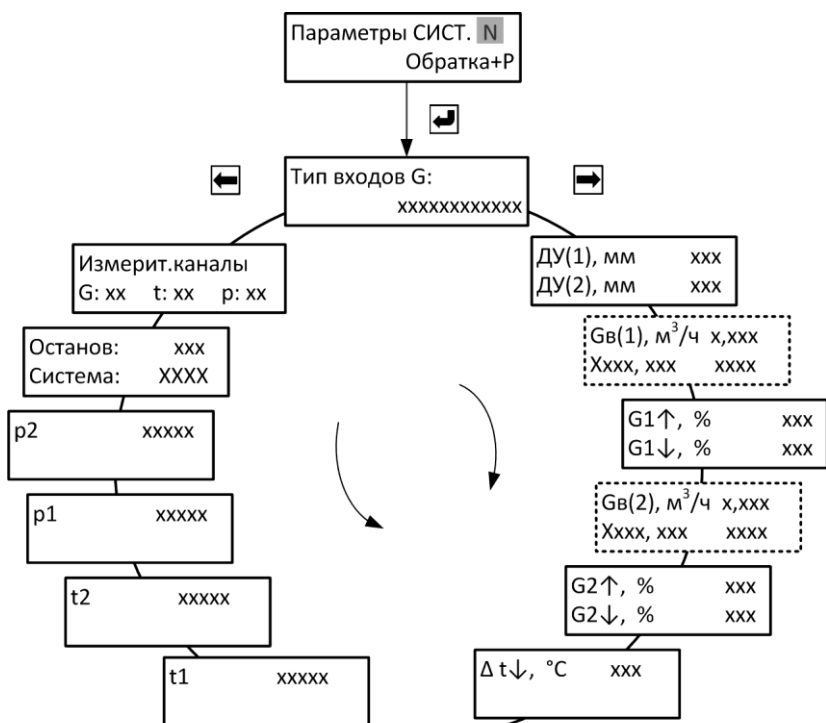 Параметры СИСТ. N
Обратка+Р
Тип входов G:
xxxxxxxxxxxx
Измерит.каналы
G: xx t: xx p: xx
Останов: xxx
Система: XXXX
p2 xxxxx
p1 xxxxx
t2 xxxxx
t1 xxxxx
ДУ(1), мм xxx
ДУ(2), мм xxx
Gв(1), м³/ч x,xxx
Xxxx, xxx xxxx
G1↑, % xxx
G1↓, % xxx
Gв(2), м³/ч x,xxx
Xxxx, xxx xxxx
G2↑, % xxx
G2↓, % xxx
Δ t↓, °C xxx